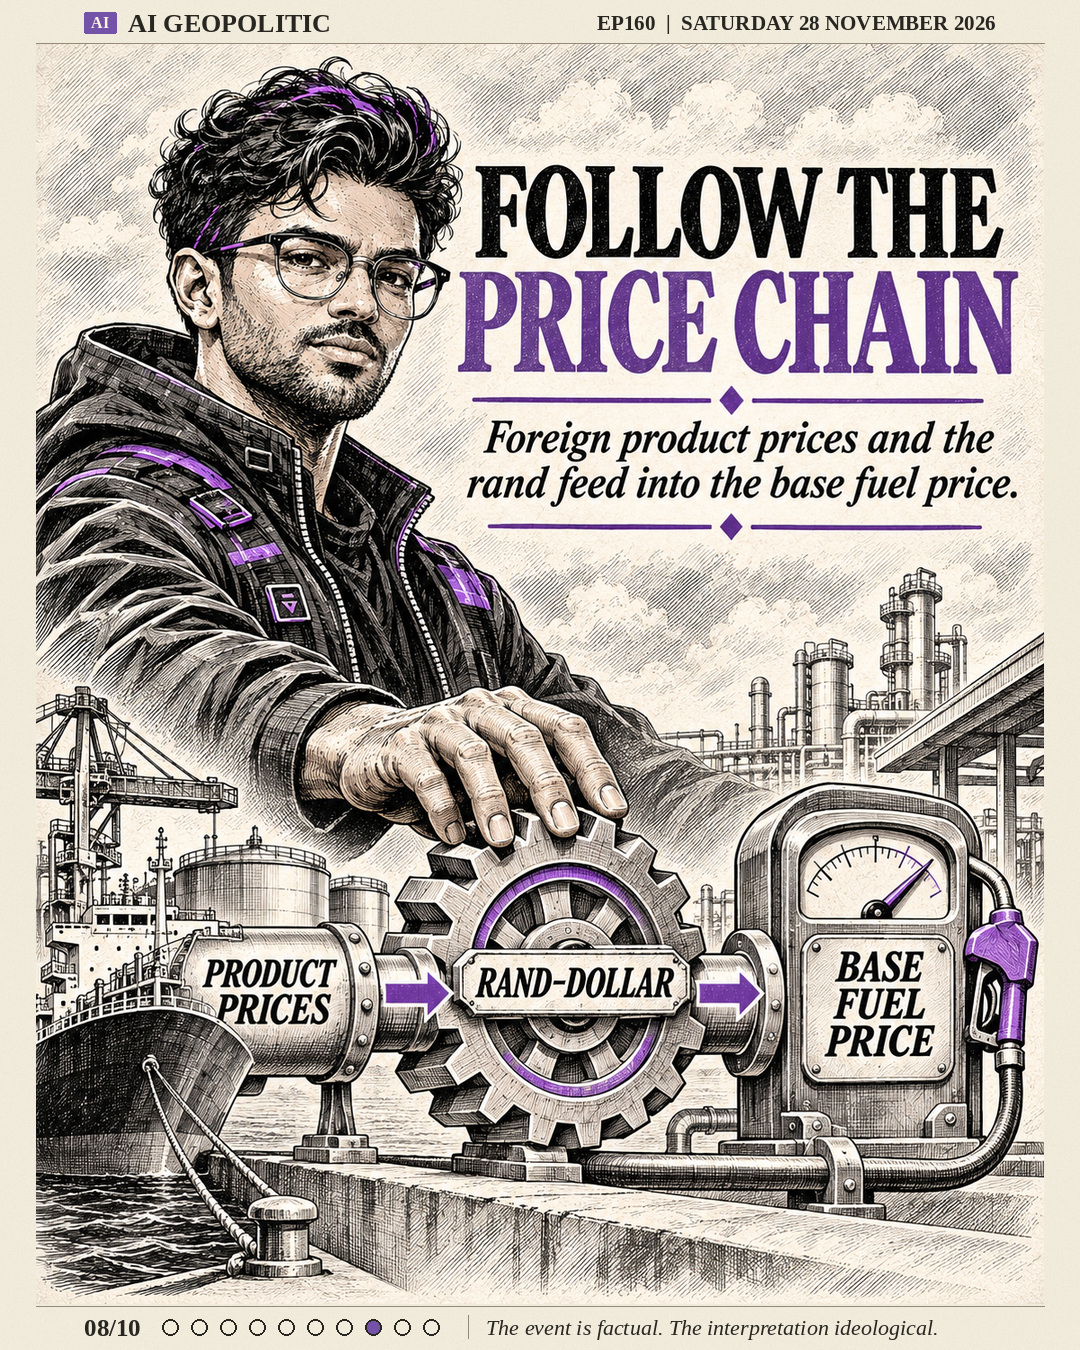 AI AI GEOPOLITIC
EP160 | SATURDAY 28 NOVEMBER 2026
FOLLOW THE
PRICE CHAIN
Foreign product prices and the
rand feed into the base fuel price.
PRODUCT
PRICES
RAND-DOLLAR
BASE
FUEL
PRICE
08/10
The event is factual. The interpretation ideological.